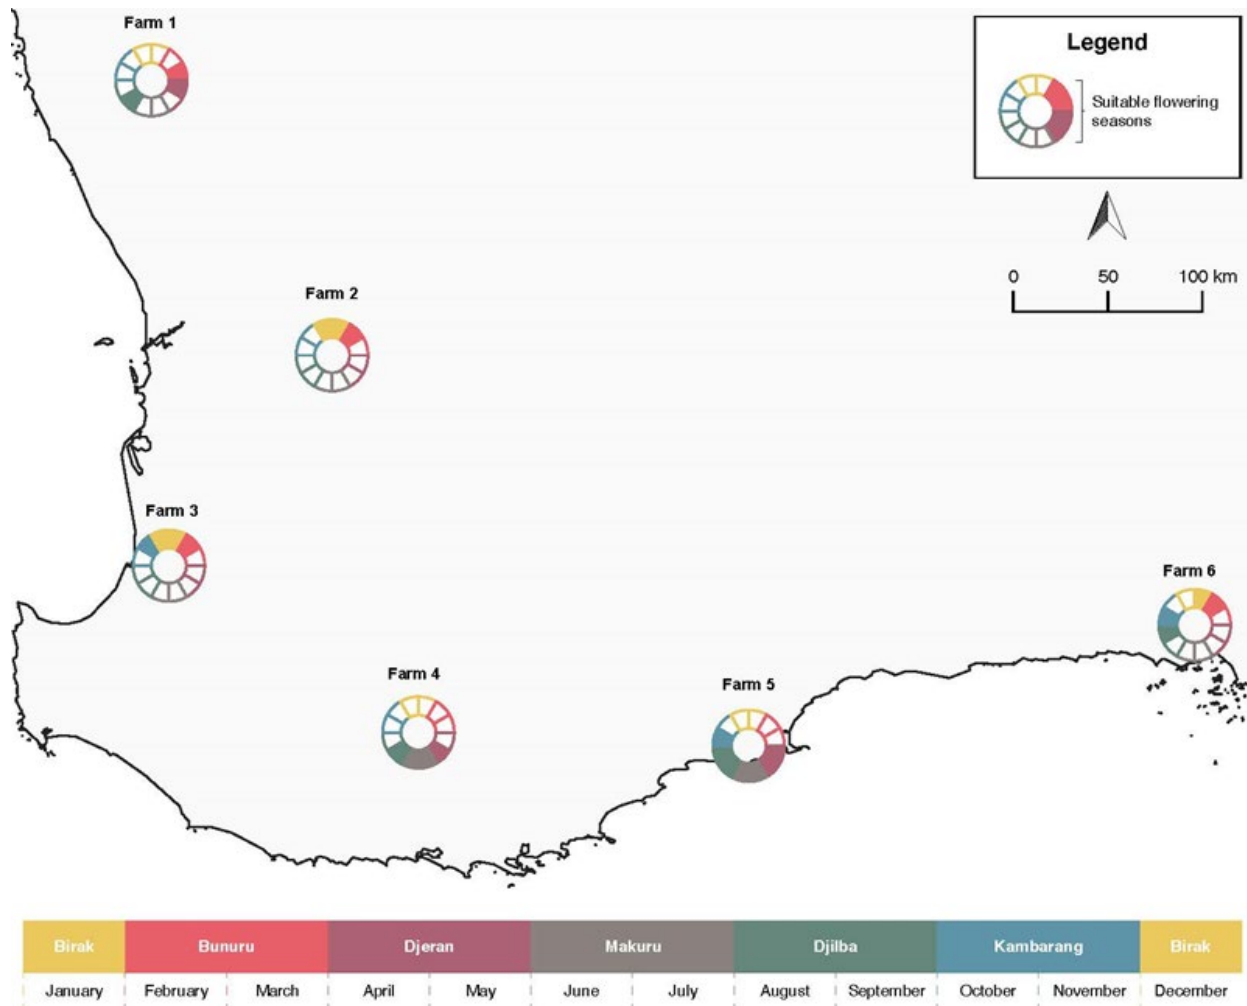 Farm 1
Legend
Suitable flowering
seasons
0 50 100 km
Farm 2
Farm 3
Farm 6
Farm 4
Farm 5
Birak Bunuru Djeran Makuru Djilba Kambarang Birak
January February March April May June July August September October November December